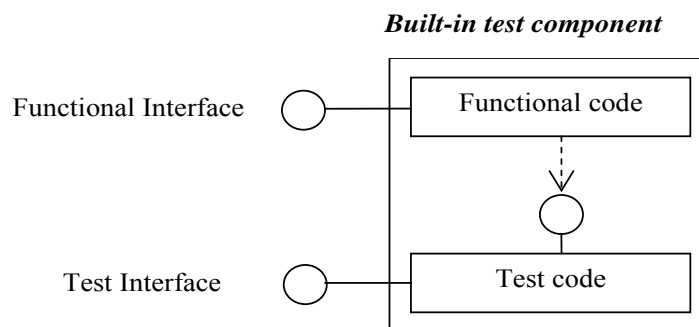 Built-in test component
Functional Interface
Functional code
Test Interface
Test code